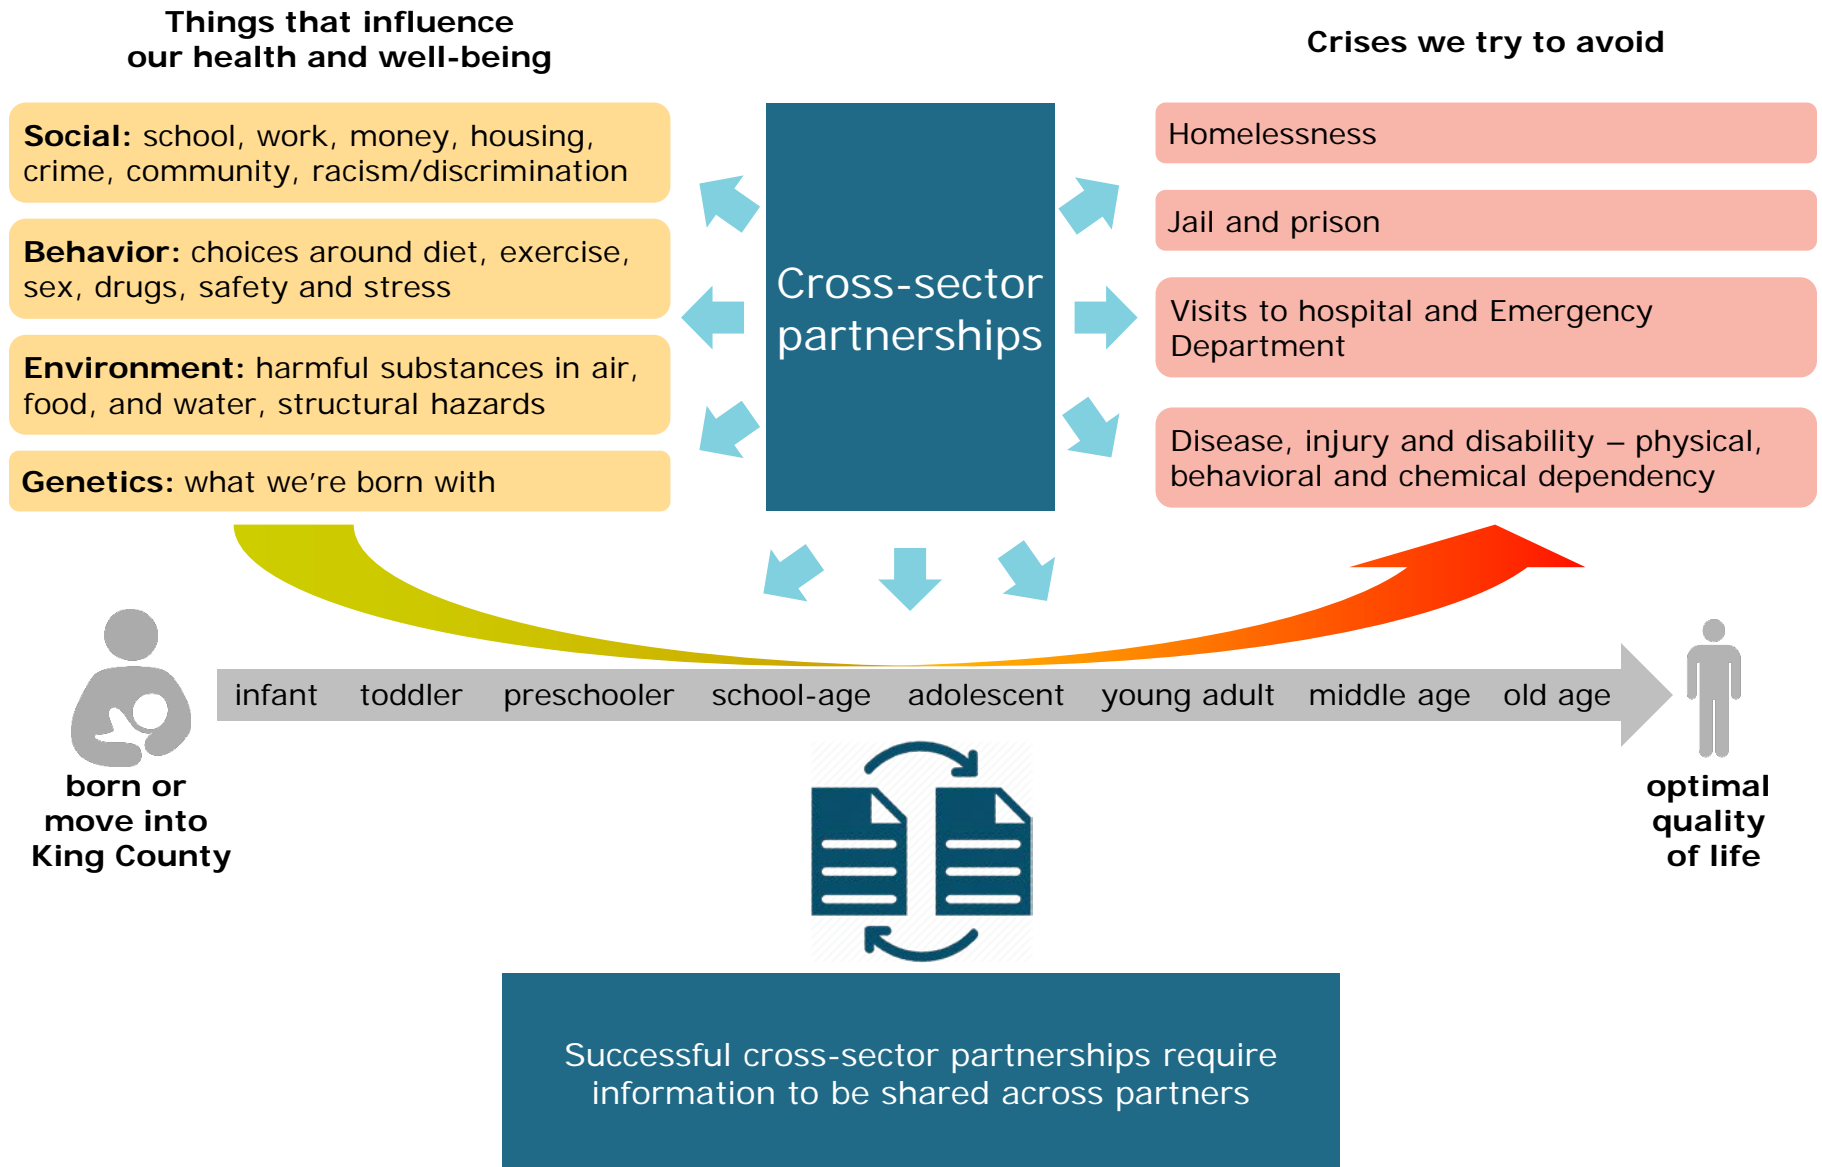 Things that influence
our health and well-being
Crises we try to avoid
Social: school, work, money, housing,
crime, community, racism/discrimination
Behavior: choices around diet, exercise,
sex, drugs, safety and stress
Environment: harmful substances in air,
food, and water, structural hazards
Genetics: what we’re born with
Cross-sector
partnerships
Homelessness
Jail and prison
Visits to hospital and Emergency
Department
Disease, injury and disability – physical,
behavioral and chemical dependency
infant toddler preschooler school-age adolescent young adult middle age old age
born or
move into
King County
optimal
quality
of life
Successful cross-sector partnerships require
information to be shared across partners